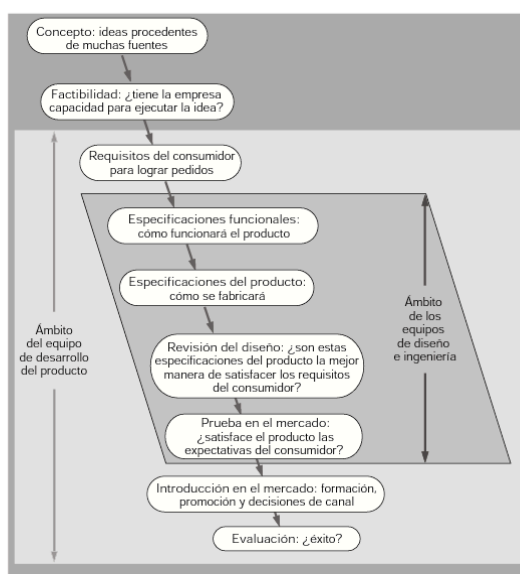 Concepto: ideas procedentes
de muchas fuentes
Factibilidad: ¿tiene la empresa
capacidad para ejecutar la idea?
Requisitos del consumidor
para lograr pedidos
Especificaciones funcionales:
cómo funcionará el producto
Especificaciones del producto:
cómo se fabricará
Revisión del diseño: ¿son estas
especificaciones del producto la mejor
manera de satisfacer los requisitos
del consumidor?
Prueba en el mercado:
¿satisface el producto las
expectativas del consumidor?
Introducción en el mercado: formación,
promoción y decisiones de canal
Evaluación: ¿éxito?
Ámbito
del equipo
de desarrollo
del producto
Ámbito
de los
equipos
de diseño
e ingeniería